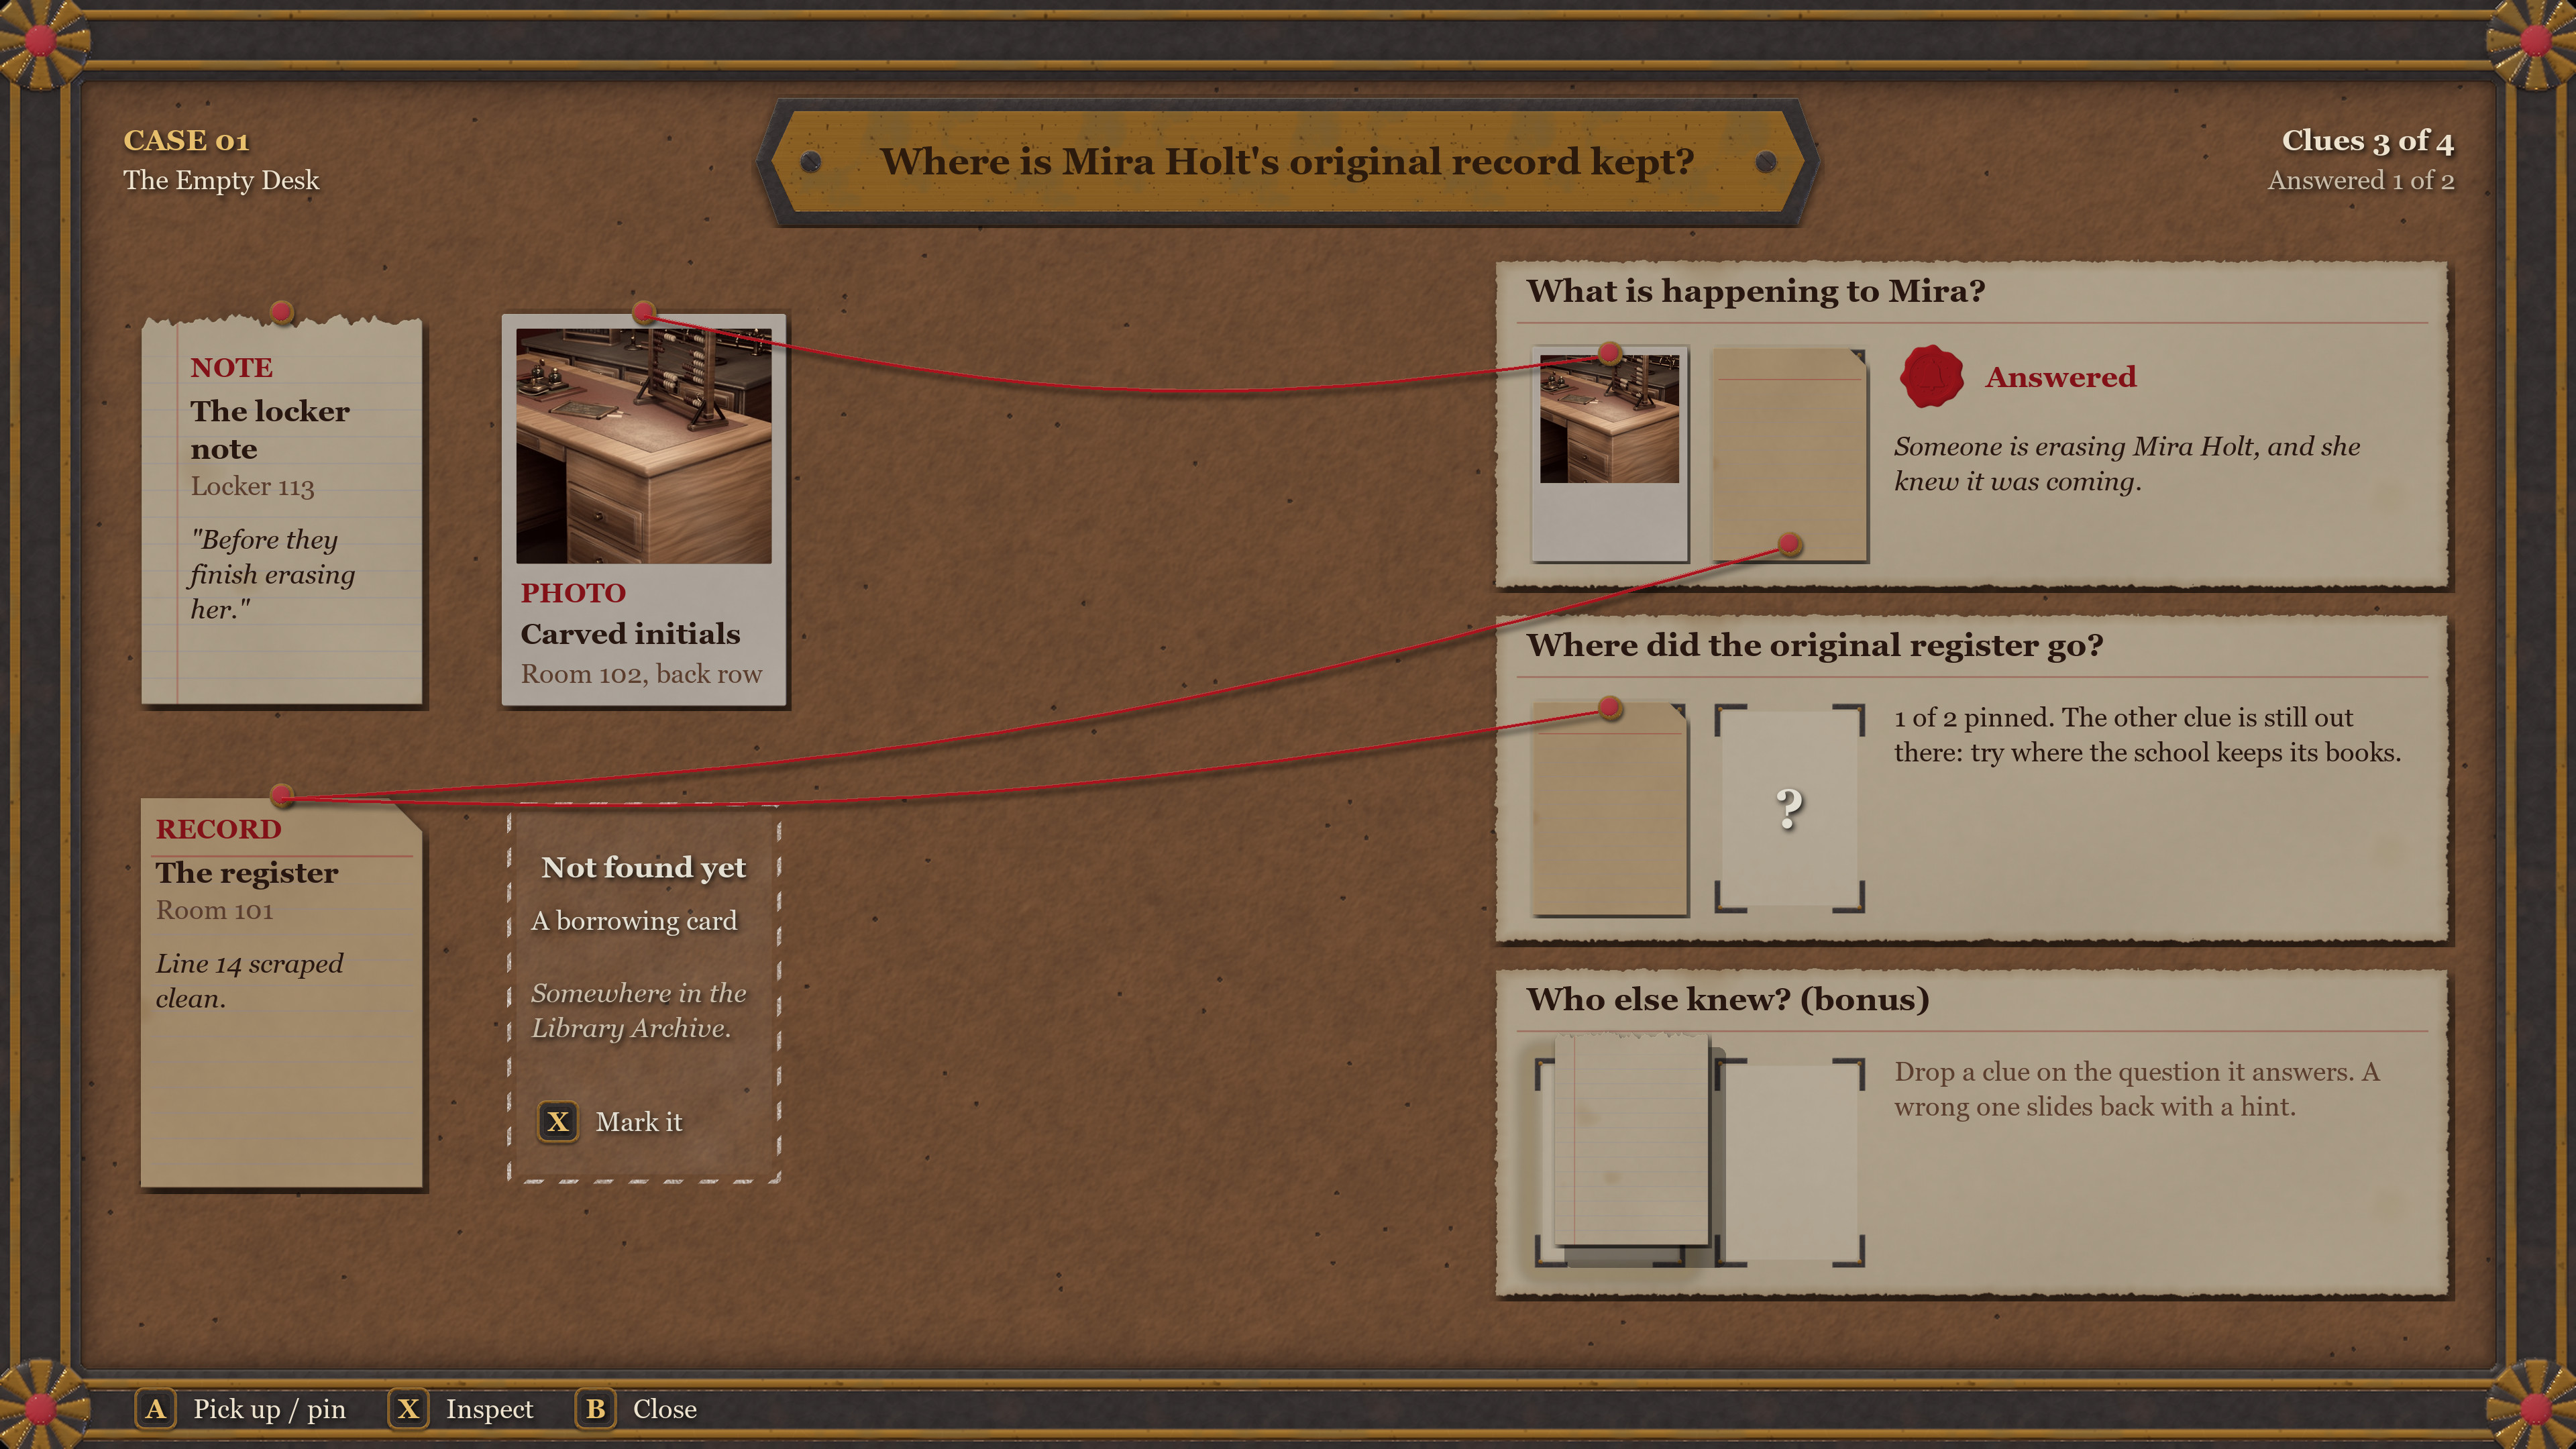 CASE 01
The Empty Desk
Where is Mira Holt's original record kept?
Clues 3 of 4
Answered 1 of 2
NOTE
The locker
note
Locker 113
"Before they
finish erasing
her."
PHOTO
Carved initials
Room 102, back row
RECORD
The register
Room 101
Line 14 scraped
clean.
Not found yet
A borrowing card
Somewhere in the
Library Archive.
X Mark it
What is happening to Mira?
Answered
Someone is erasing Mira Holt, and she
knew it was coming.
Where did the original register go?
?
1 of 2 pinned. The other clue is still out
there: try where the school keeps its books.
Who else knew? (bonus)
Drop a clue on the question it answers. A
wrong one slides back with a hint.
A Pick up / pin X Inspect B Close